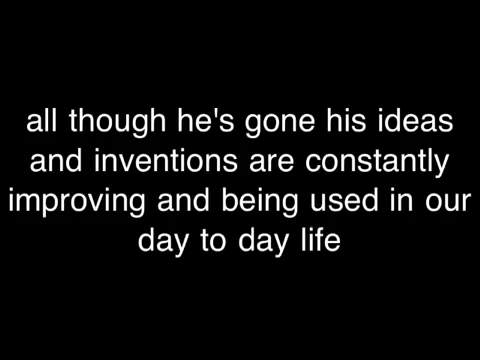 all though he's gone his ideas
and inventions are constantly
improving and being used in our
day to day life